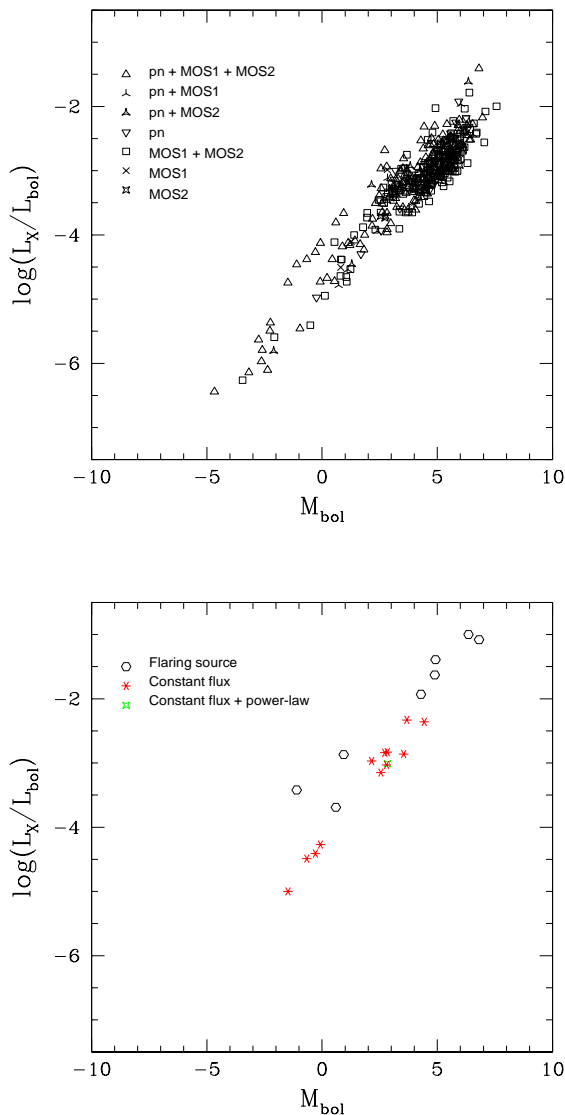 pn + MOS1 + MOS2
pn + MOS1
pn + MOS2
pn
MOS1 + MOS2
MOS1
MOS2
log(L_X/L_bol)
−2
−4
−6
−10
−5
0
5
10
M_bol
Flaring source
Constant flux
Constant flux + power-law
log(L_X/L_bol)
−2
−4
−6
−10
−5
0
5
10
M_bol